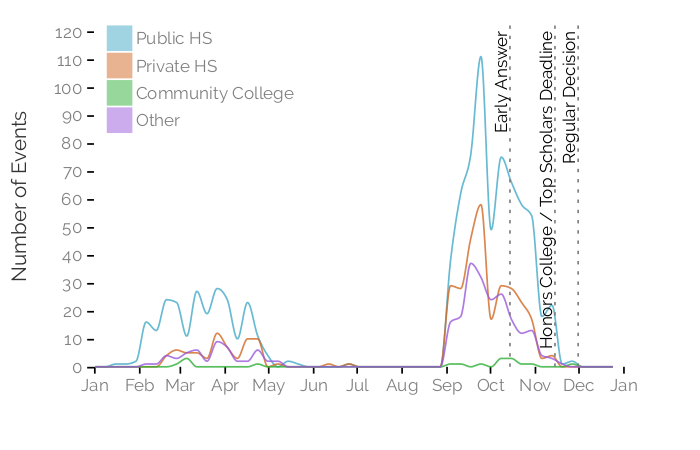 120
110
100
90
80
70
60
50
40
30
20
10
0
Number of Events
Public HS
Private HS
Community College
Other
Early Answer
Honors College / Top Scholars Deadline
Regular Decision
Jan Feb Mar Apr May Jun Jul Aug Sep Oct Nov Dec Jan